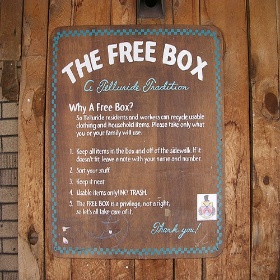 THE FREE BOX
A Telluride Tradition
Why A Free Box?
So Telluride residents and workers can recycle usable
clothing and household items. Please take only what
you or your family will use.
1. Keep all items in the box and off of the sidewalk. If it
doesn't fit, leave a note with your name and number.
2. Sort your stuff
3. Keep it neat
4. Usable items only! NO TRASH.
5. The FREE BOX is a privilege, not a right,
so let's all take care of it.
Thank you!